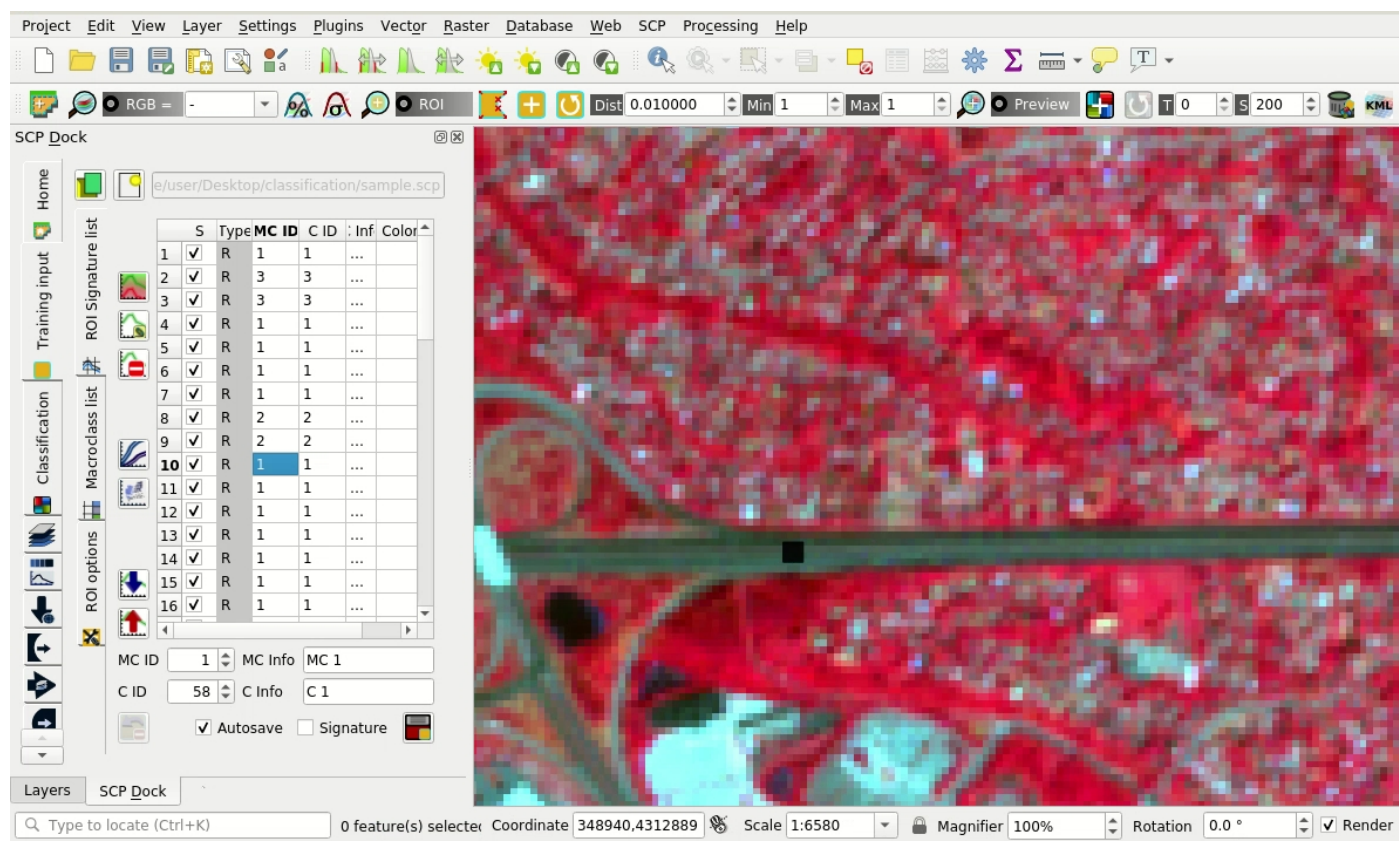 Project Edit View Layer Settings Plugins Vector Raster Database Web SCP Processing Help
RGB = - ROI Dist 0.010000 Min 1 Max 1 Preview T 0 S 200 KML
SCP Dock
Home
Training input
Classification
ROI Signature list
Macroclass list
ROI options
e/user/Desktop/classification/sample.scp
S Type MC ID C ID : Inf Color
1 R 1 1 ...
2 R 3 3 ...
3 R 3 3 ...
4 R 1 1 ...
5 R 1 1 ...
6 R 1 1 ...
7 R 1 1 ...
8 R 2 2 ...
9 R 2 2 ...
10 R 1 1 ...
11 R 1 1 ...
12 R 1 1 ...
13 R 1 1 ...
14 R 1 1 ...
15 R 1 1 ...
16 R 1 1 ...
MC ID 1 MC Info MC 1
C ID 58 C Info C 1
Autosave Signature
Layers SCP Dock
Type to locate (Ctrl+K) 0 feature(s) selected Coordinate 348940,4312889 Scale 1:6580 Magnifier 100% Rotation 0.0 ° Render